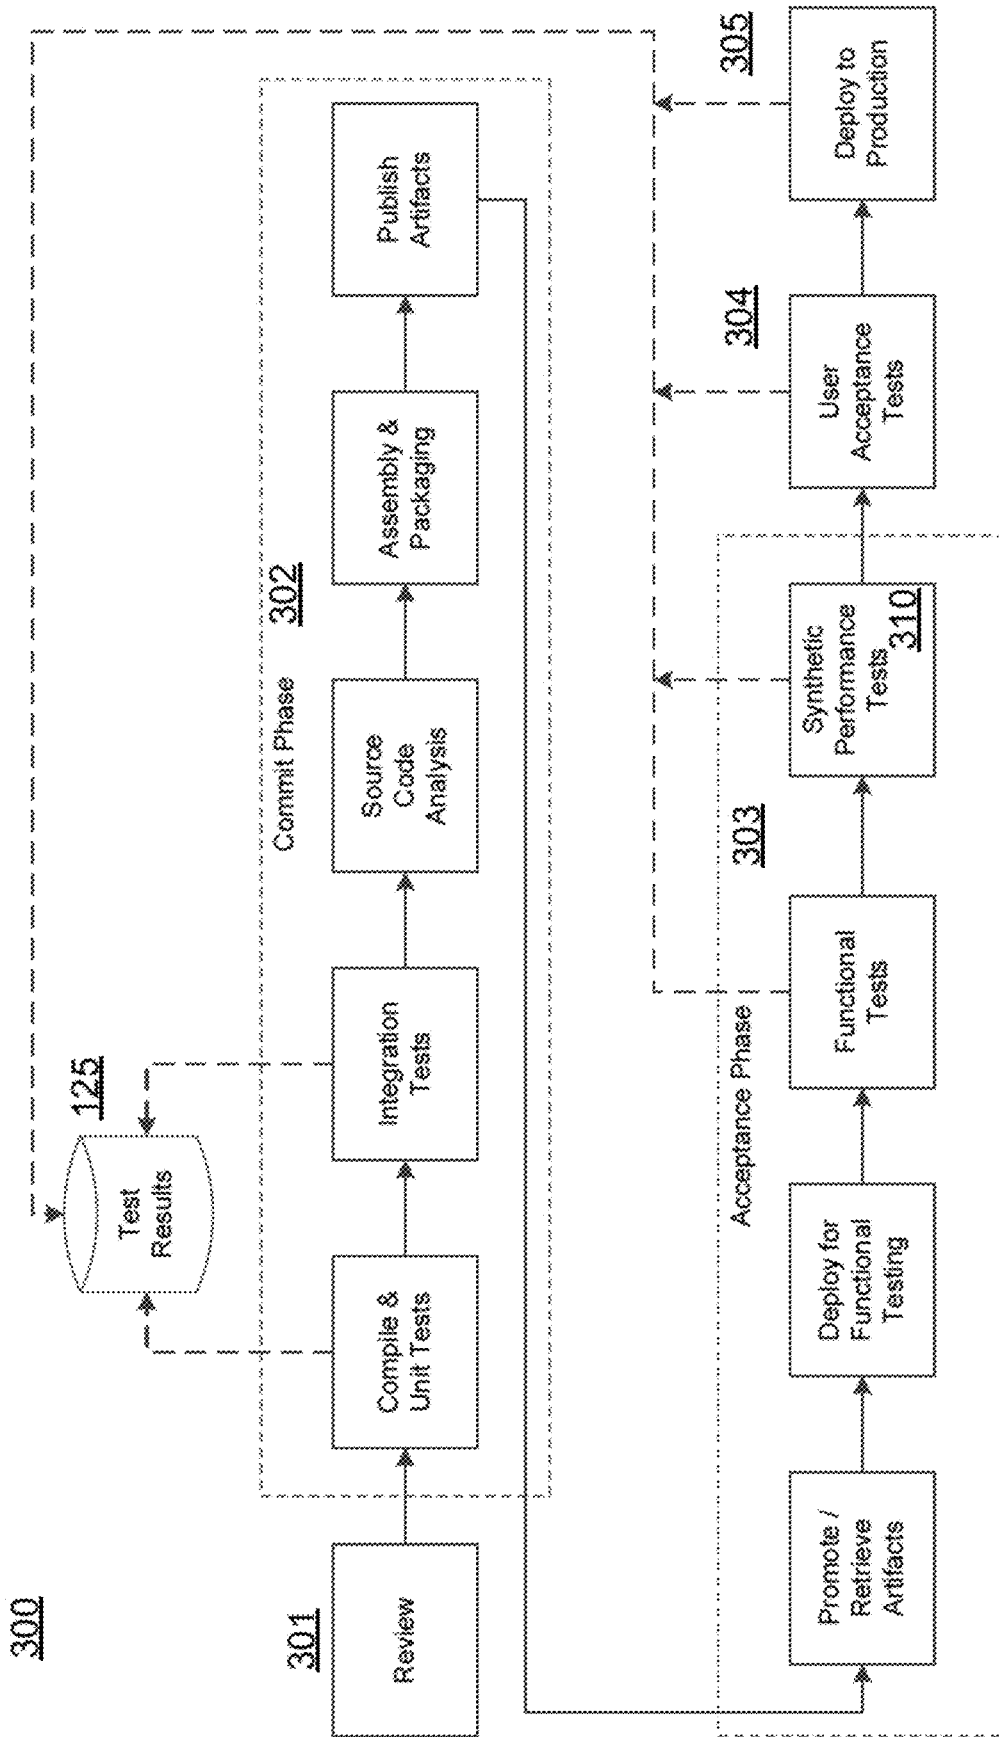 300
125
Test
Results
301
Review
Commit Phase
302
Compile &
Unit Tests
Integration
Tests
Source
Code
Analysis
Assembly &
Packaging
Publish
Artifacts
Acceptance Phase
303
Promote /
Retrieve
Artifacts
Deploy for
Functional
Testing
Functional
Tests
Synthetic
Performance
Tests
310
304
User
Acceptance
Tests
305
Deploy to
Production